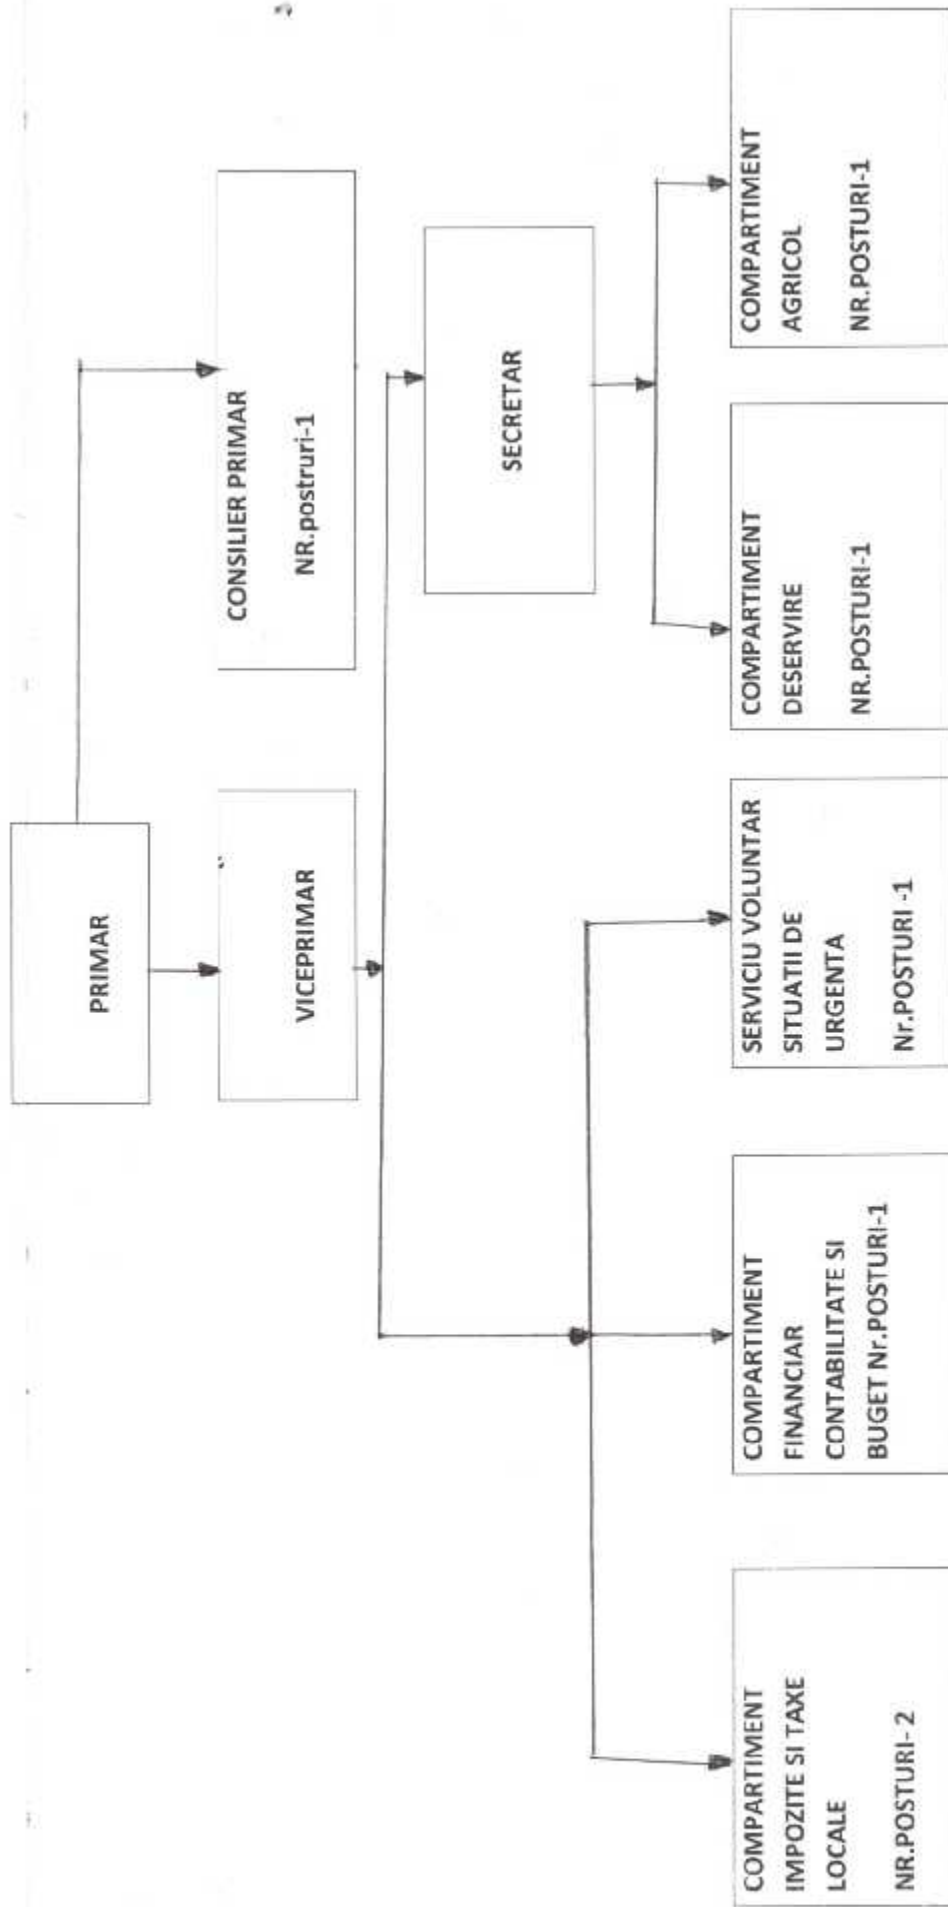 PRIMAR
VICEPRIMAR
CONSILIER PRIMAR
NR.postruri-1
SECRETAR
COMPARTIMENT
IMPOZITE SI TAXE
LOCALE
NR.POSTURI- 2
COMPARTIMENT
FINANCIAR
CONTABILITATE SI
BUGET Nr.POSTURI-1
SERVICIU VOLUNTAR
SITUATII DE
URGENTA
Nr.POSTURI -1
COMPARTIMENT
DESERVIRE
NR.POSTURI-1
COMPARTIMENT
AGRICOL
NR.POSTURI-1